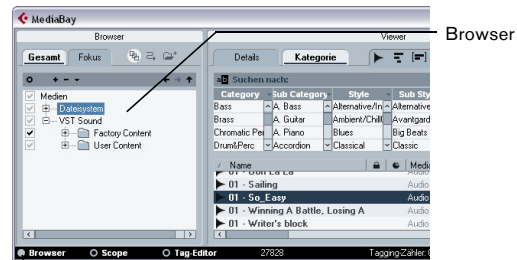 MediaBay
Browser
Viewer
Browser
Gesamt Fokus
Details Kategorie
Suchen nach:
Medien
Dateisystem
VST Sound
Factory Content
User Content
Category Sub Category Style Sub Sty
Bass A. Bass Alternative/In Alternative
Brass A. Guitar Ambient/Chill Avantgard
Chromatic Per A. Piano Blues Big Beats
Drum&Perc Accordion Classical Classic
Name Medi
01 - Sailing Audio
01 - So_Easy Audio
01 - Winning A Battle, Losing A Audio
01 - Writer's block Audio
Browser Scope Tag-Editor 27828 Tagging-Zähler: